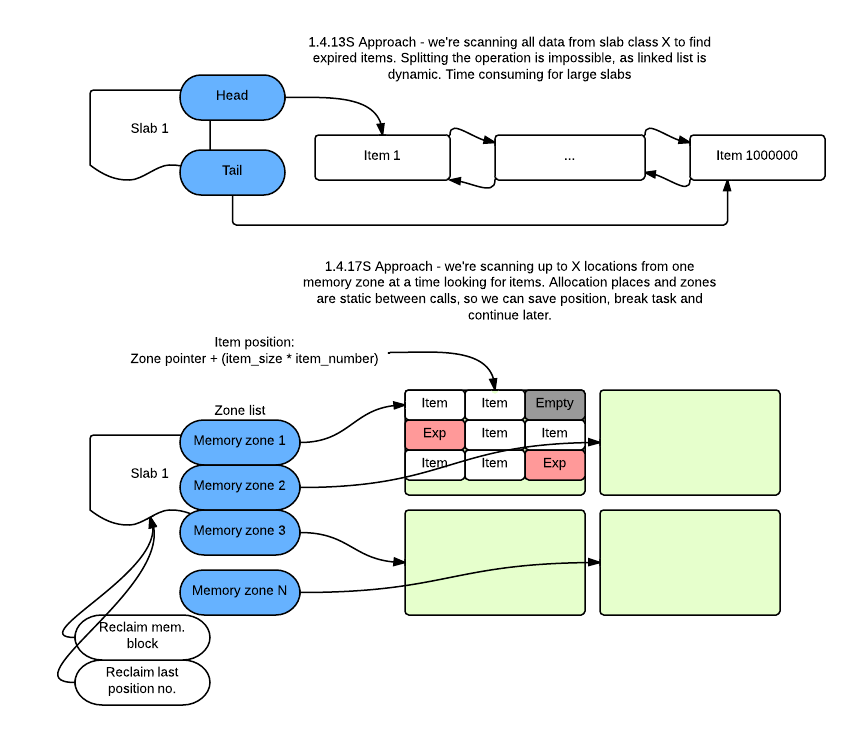 1.4.13S Approach - we're scanning all data from slab class X to find
expired items. Splitting the operation is impossible, as linked list is
dynamic. Time consuming for large slabs
Head
Slab 1
Tail
Item 1
...
Item 1000000
1.4.17S Approach - we're scanning up to X locations from one
memory zone at a time looking for items. Allocation places and zones
are static between calls, so we can save position, break task and
continue later.
Item position:
Zone pointer + (item_size * item_number)
Zone list
Slab 1
Memory zone 1
Memory zone 2
Memory zone 3
Memory zone N
Item
Item
Empty
Exp
Item
Item
Item
Item
Exp
Reclaim mem.
block
Reclaim last
position no.